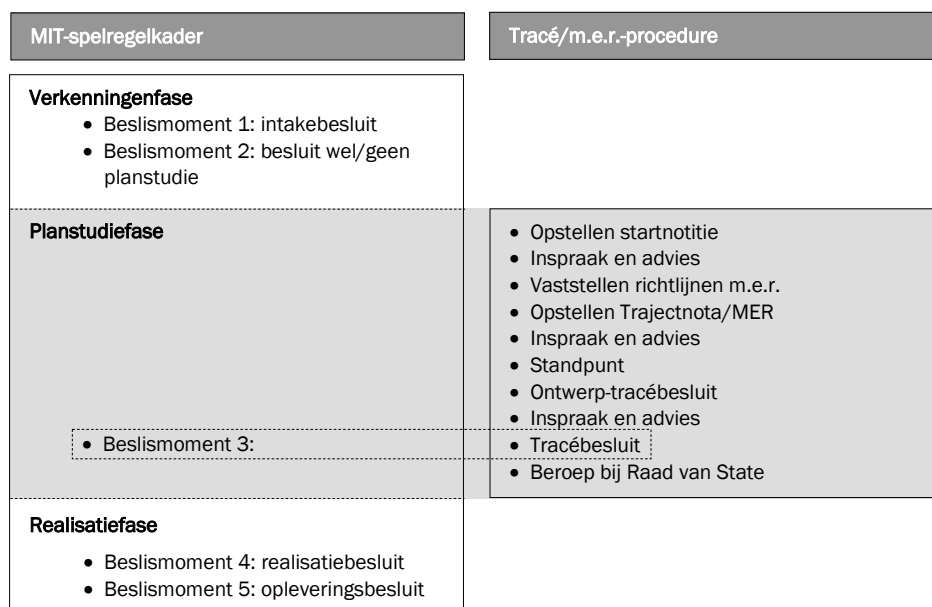 MIT-spelregelkader
Tracé/m.e.r.-procedure
Verkenningenfase
• Beslismoment 1: intakebesluit
• Beslismoment 2: besluit wel/geen
planstudie
Planstudiefase
• Opstellen startnotitie
• Inspraak en advies
• Vaststellen richtlijnen m.e.r.
• Opstellen Trajectnota/MER
• Inspraak en advies
• Standpunt
• Ontwerp-tracébesluit
• Inspraak en advies
• Beslismoment 3:
• Tracébesluit
• Beroep bij Raad van State
Realisatiefase
• Beslismoment 4: realisatiebesluit
• Beslismoment 5: opleveringsbesluit